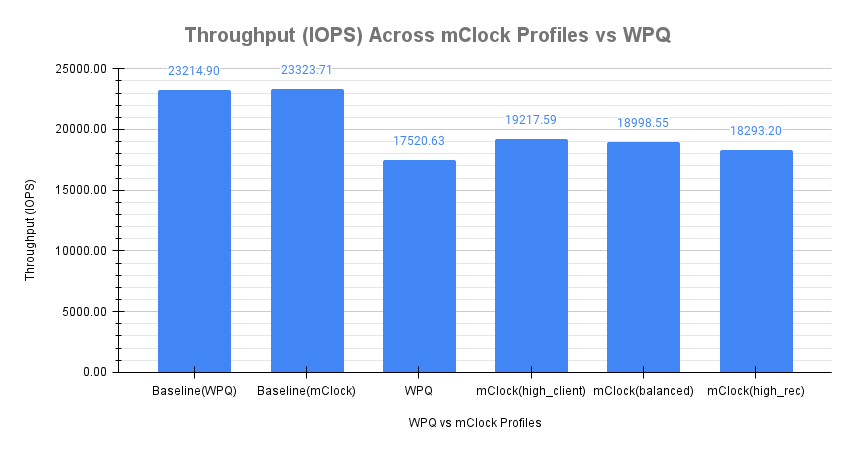 Throughput (IOPS) Across mClock Profiles vs WPQ
Throughput (IOPS)
25000.00
20000.00
15000.00
10000.00
5000.00
0.00
23214.90
23323.71
17520.63
19217.59
18998.55
18293.20
Baseline(WPQ)
Baseline(mClock)
WPQ
mClock(high_client)
mClock(balanced)
mClock(high_rec)
WPQ vs mClock Profiles